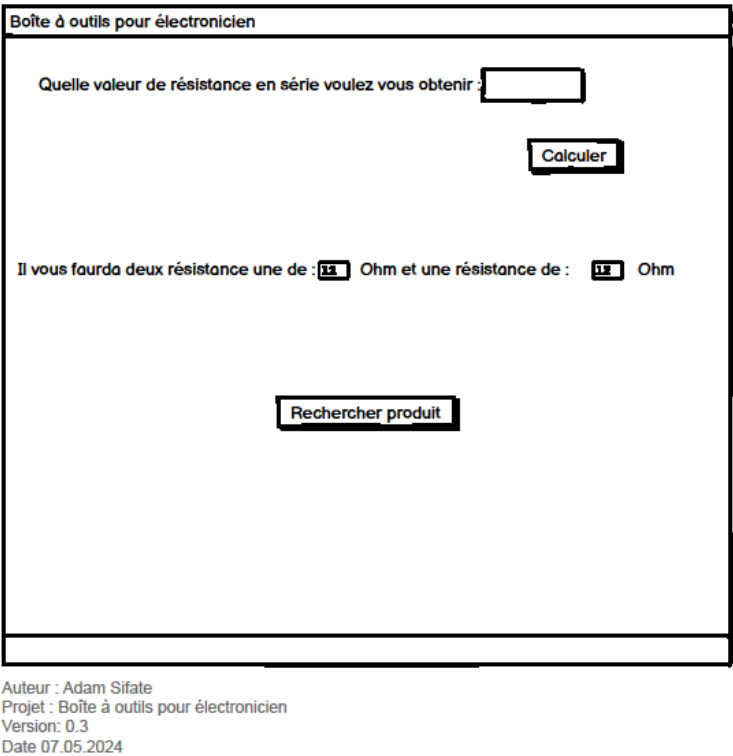 Boîte à outils pour électronicien
Quelle valeur de résistance en série voulez vous obtenir :
Calculer
Il vous faurda deux résistance une de : 11 Ohm et une résistance de : 12 Ohm
Rechercher produit
Auteur : Adam Sifate
Projet : Boîte à outils pour électronicien
Version: 0.3
Date 07.05.2024